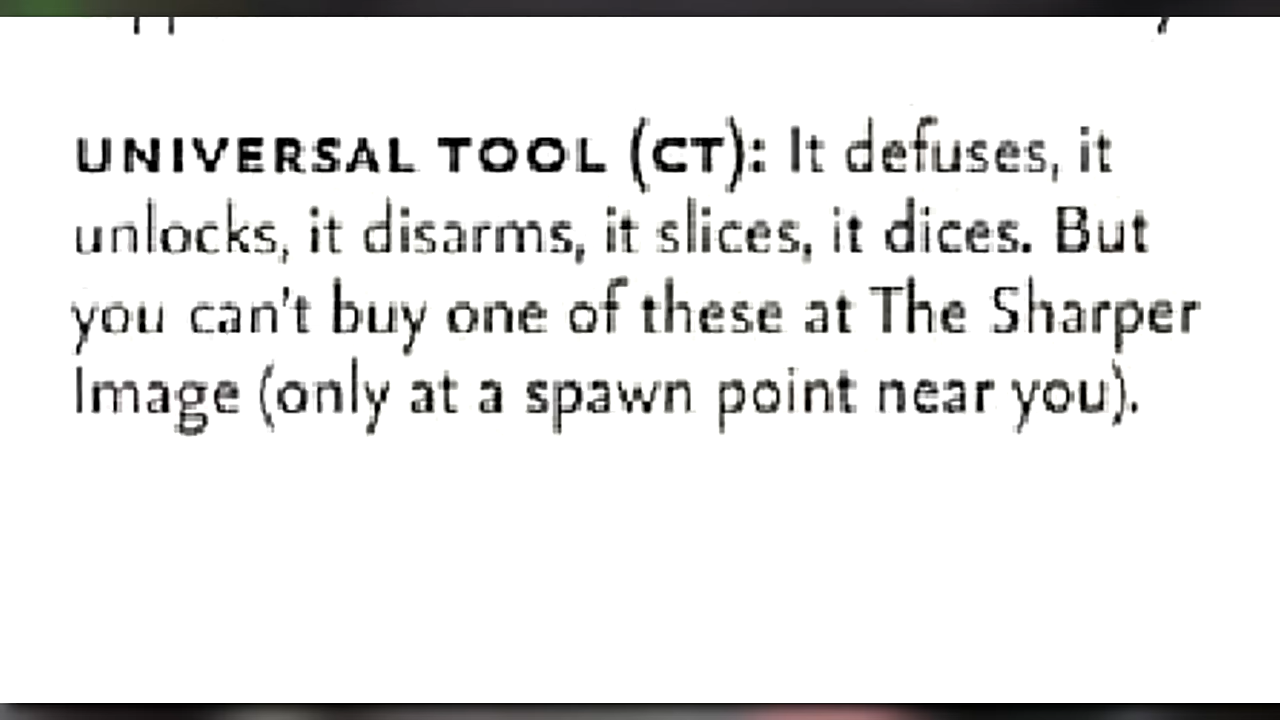 UNIVERSAL TOOL (CT): It defuses, it
unlocks, it disarms, it slices, it dices. But
you can't buy one of these at The Sharper
Image (only at a spawn point near you).